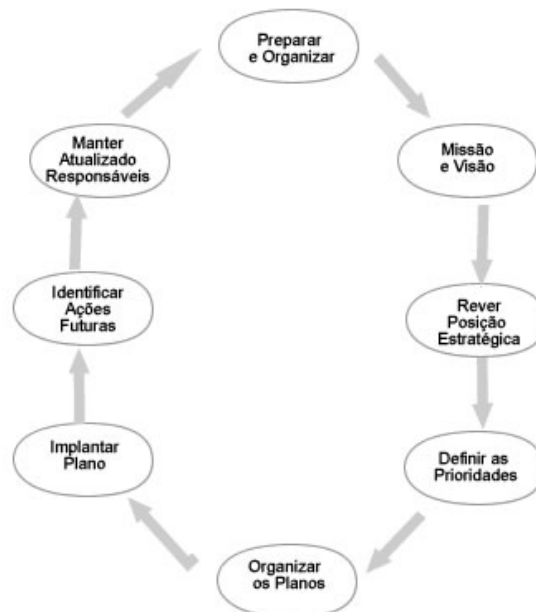 Preparar
e Organizar
Missão
e Visão
Rever
Posição
Estratégica
Definir as
Prioridades
Organizar
os Planos
Implantar
Plano
Identificar
Ações
Futuras
Manter
Atualizado
Responsáveis